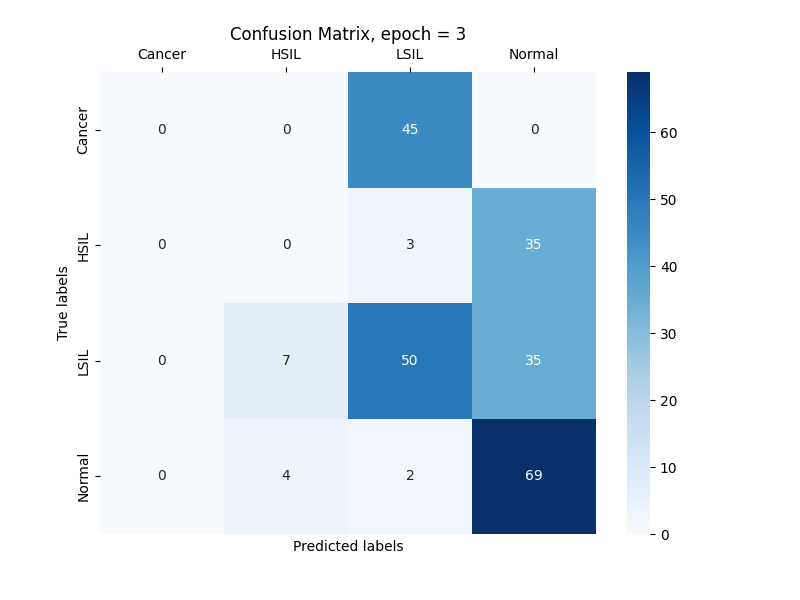 Confusion Matrix, epoch = 3
Cancer HSIL LSIL Normal
Cancer 0 0 45 0
HSIL 0 0 3 35
LSIL 0 7 50 35
Normal 0 4 2 69
True labels
Predicted labels
60
50
40
30
20
10
0